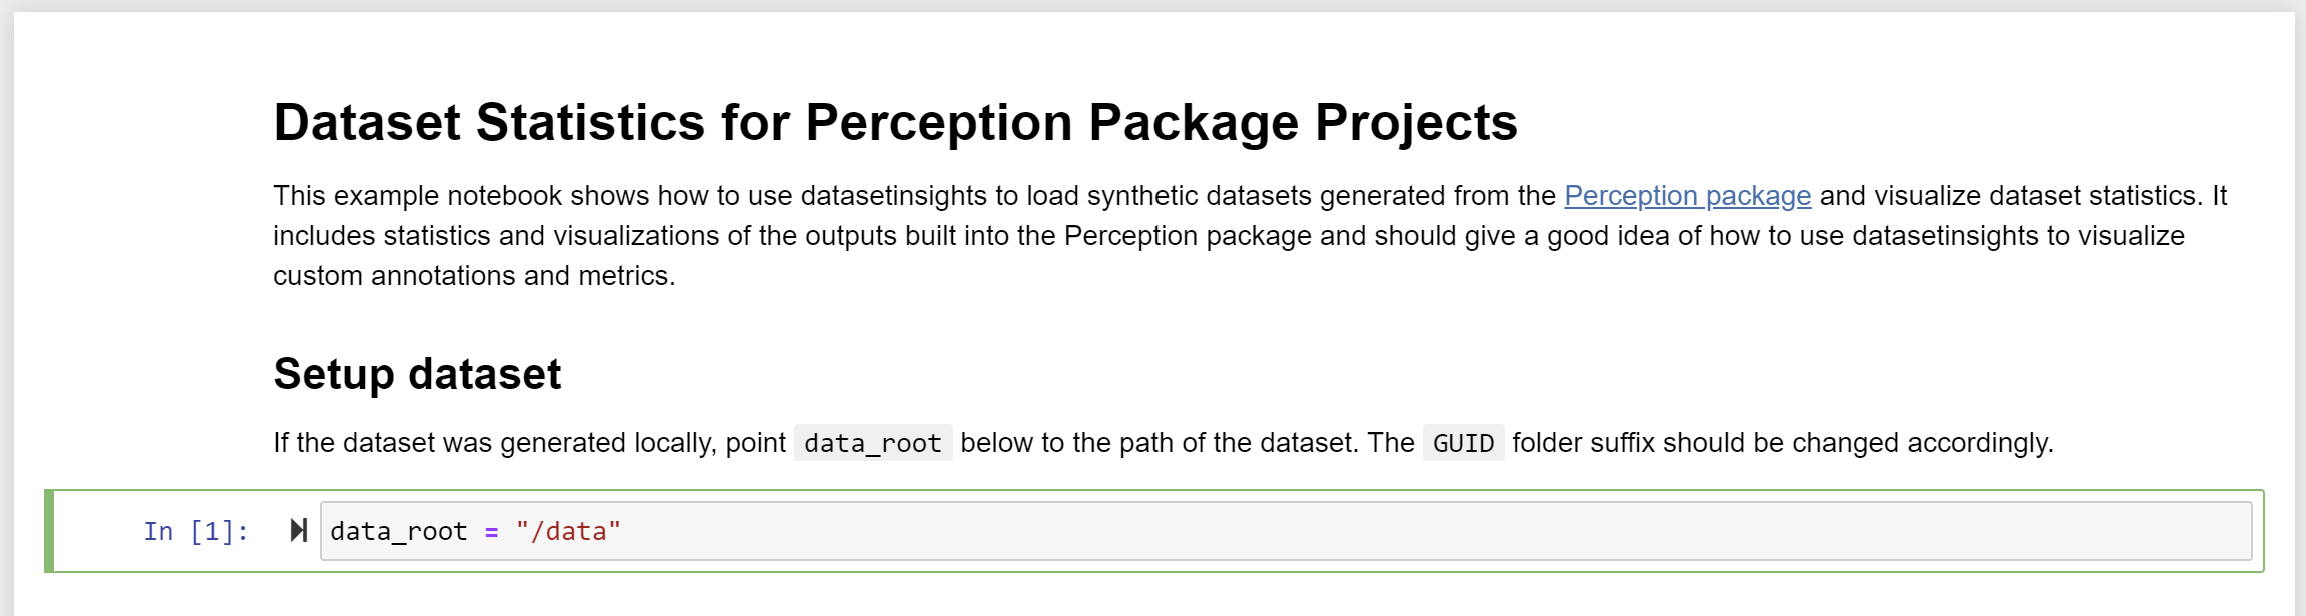 Dataset Statistics for Perception Package Projects
This example notebook shows how to use datasetinsights to load synthetic datasets generated from the Perception package and visualize dataset statistics. It
includes statistics and visualizations of the outputs built into the Perception package and should give a good idea of how to use datasetinsights to visualize
custom annotations and metrics.
Setup dataset
If the dataset was generated locally, point data_root below to the path of the dataset. The GUID folder suffix should be changed accordingly.
In [1]: data_root = "/data"